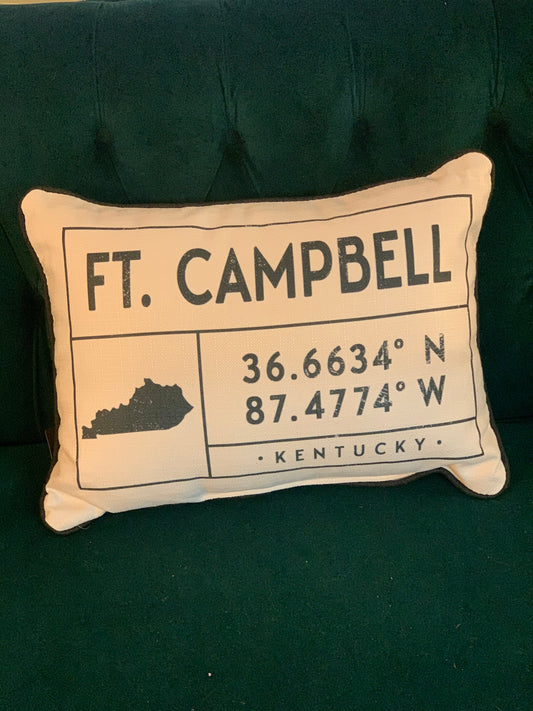 FT. CAMPBELL
36.6634° N
87.4774° W
· KENTUCKY ·